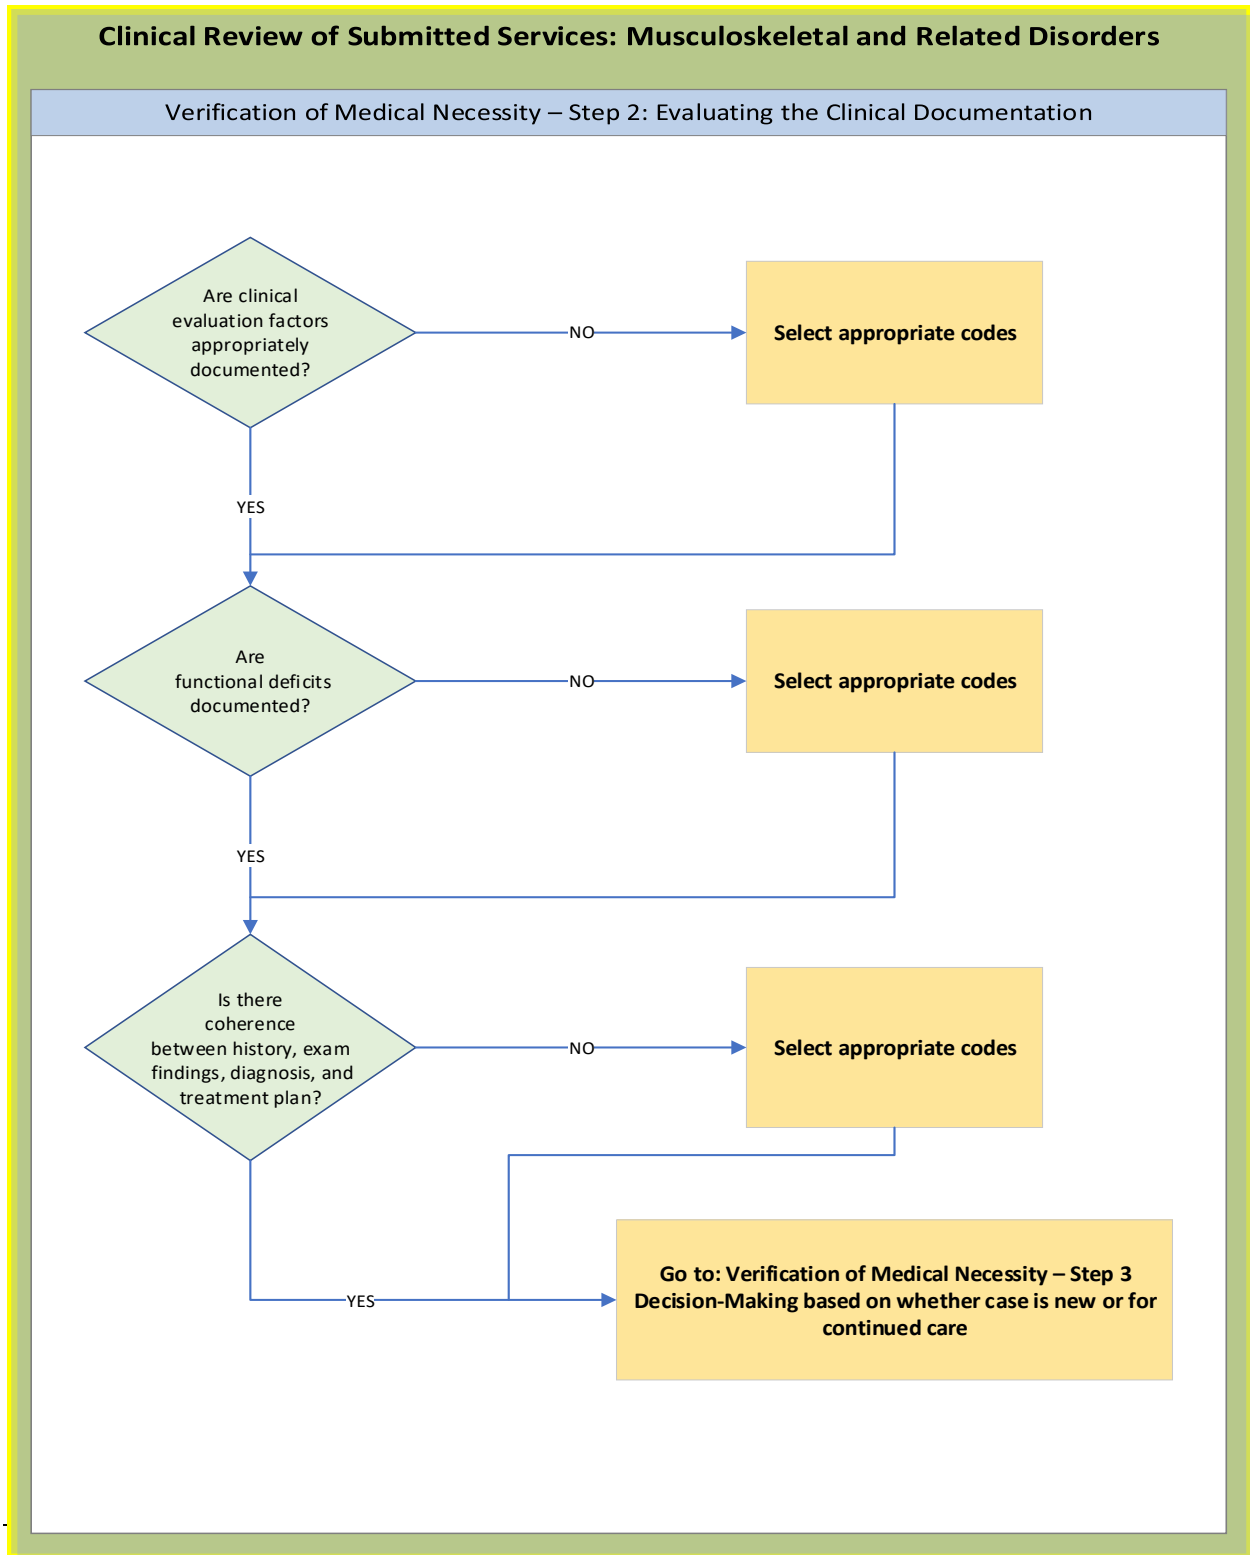 Clinical Review of Submitted Services: Musculoskeletal and Related Disorders
Verification of Medical Necessity – Step 2: Evaluating the Clinical Documentation
Are clinical
evaluation factors
appropriately
documented?
NO
Select appropriate codes
YES
Are
functional deficits
documented?
NO
Select appropriate codes
YES
Is there
coherence
between history, exam
findings, diagnosis, and
treatment plan?
NO
Select appropriate codes
YES
Go to: Verification of Medical Necessity – Step 3
Decision-Making based on whether case is new or for
continued care